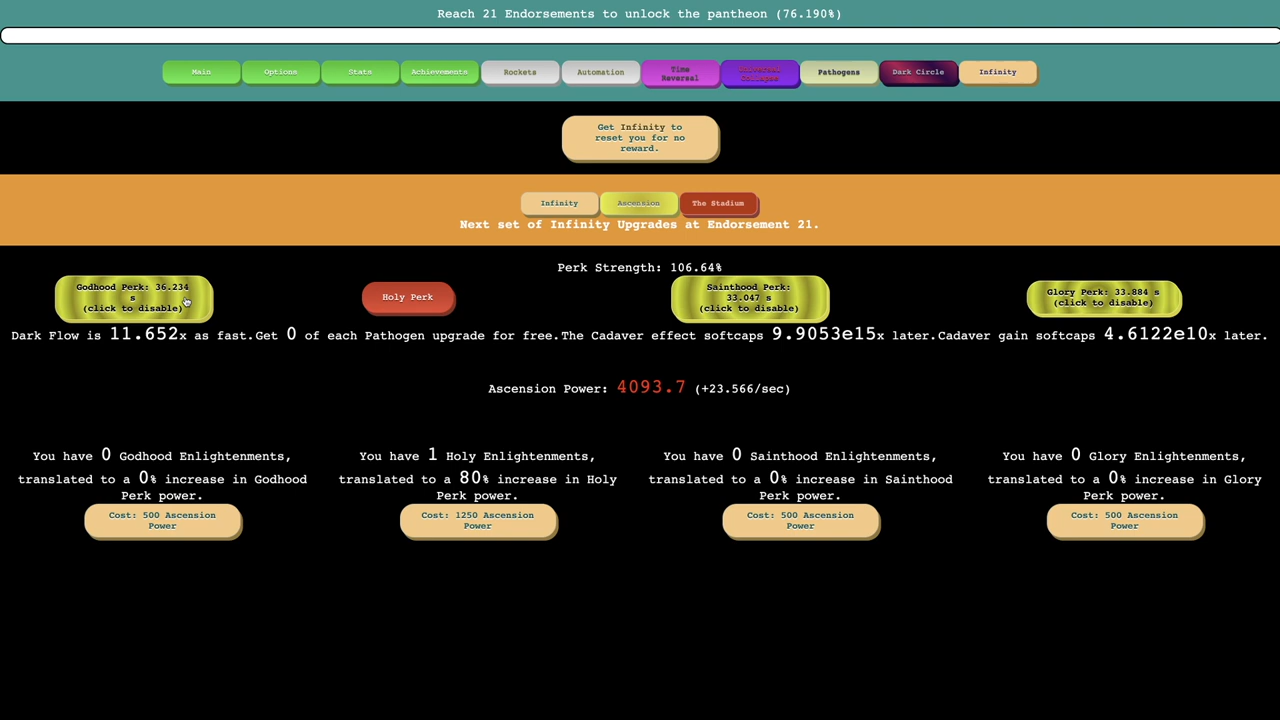 Reach 21 Endorsements to unlock the pantheon (76.190%)
Main
Options
Stats
Achievements
Rockets
Automation
Time
Reversal
Universal
Collapse
Pathogens
Dark Circle
Infinity
Get Infinity to
reset you for no
reward.
Infinity
Ascension
The Stadium
Next set of Infinity Upgrades at Endorsement 21.
Perk Strength: 106.64%
Godhood Perk: 36.234
s
(click to disable)
Holy Perk
Sainthood Perk:
33.047 s
(click to disable)
Glory Perk: 33.884 s
(click to disable)
Dark Flow is 11.652x as fast.
Get 0 of each Pathogen upgrade for free.
The Cadaver effect softcaps 9.9053e15x later.
Cadaver gain softcaps 4.6122e10x later.
Ascension Power: 4093.7 (+23.566/sec)
You have 0 Godhood Enlightenments,
translated to a 0% increase in Godhood
Perk power.
Cost: 500 Ascension
Power
You have 1 Holy Enlightenments,
translated to a 80% increase in Holy
Perk power.
Cost: 1250 Ascension
Power
You have 0 Sainthood Enlightenments,
translated to a 0% increase in Sainthood
Perk power.
Cost: 500 Ascension
Power
You have 0 Glory Enlightenments,
translated to a 0% increase in Glory
Perk power.
Cost: 500 Ascension
Power